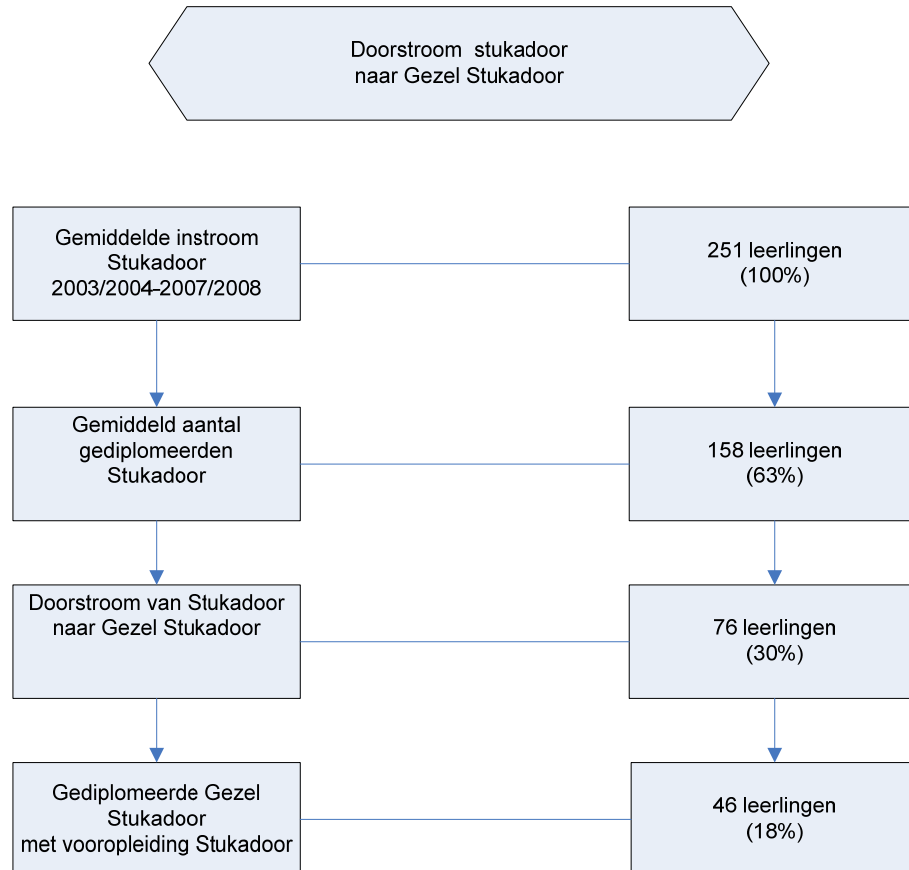 Doorstroom stukadoor
naar Gezel Stukadoor
Gemiddelde instroom
Stukadoor
2003/2004-2007/2008
251 leerlingen
(100%)
Gemiddeld aantal
gediplomeerden
Stukadoor
158 leerlingen
(63%)
Doorstroom van Stukadoor
naar Gezel Stukadoor
76 leerlingen
(30%)
Gediplomeerde Gezel
Stukadoor
met vooropleiding Stukadoor
46 leerlingen
(18%)